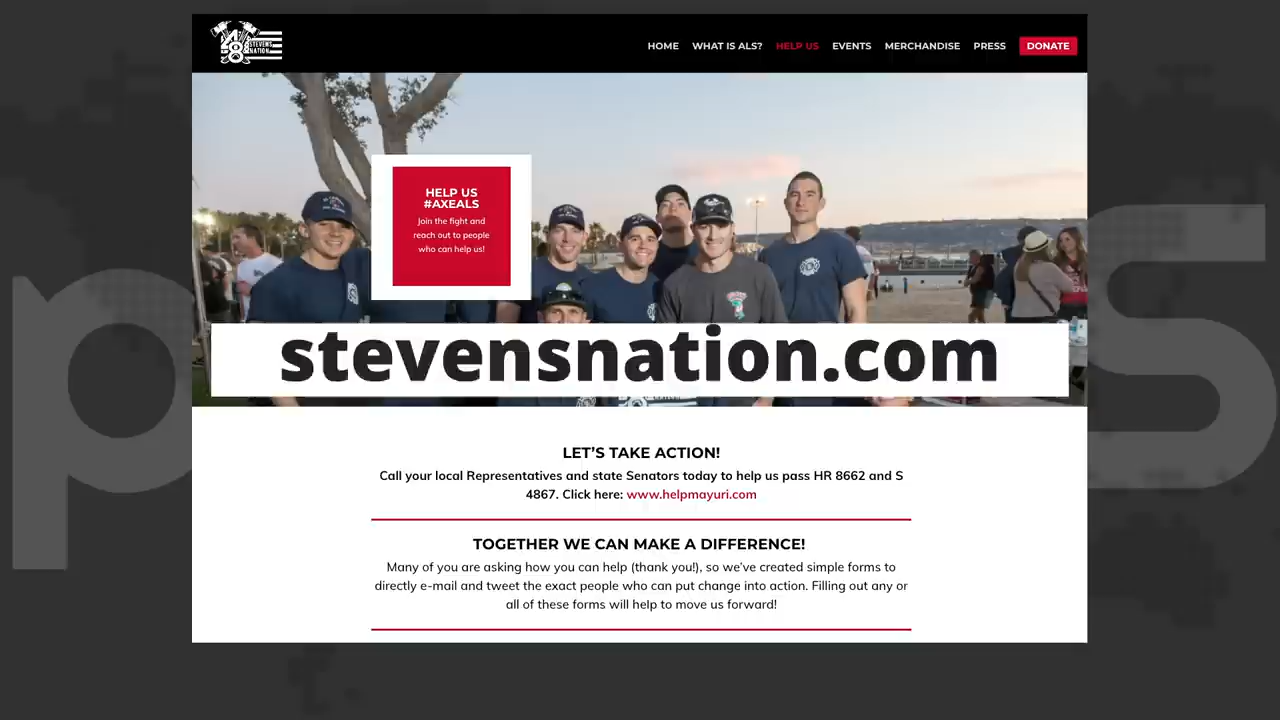 48 STEVENS NATION
HOME WHAT IS ALS? HELP US EVENTS MERCHANDISE PRESS DONATE
HELP US
#AXEALS
Join the fight and
reach out to people
who can help us!
stevensnation.com
LET’S TAKE ACTION!
Call your local Representatives and state Senators today to help us pass HR 8662 and S
4867. Click here: www.helpmayuri.com
TOGETHER WE CAN MAKE A DIFFERENCE!
Many of you are asking how you can help (thank you!), so we’ve created simple forms to
directly e-mail and tweet the exact people who can put change into action. Filling out any or
all of these forms will help to move us forward!
p
s